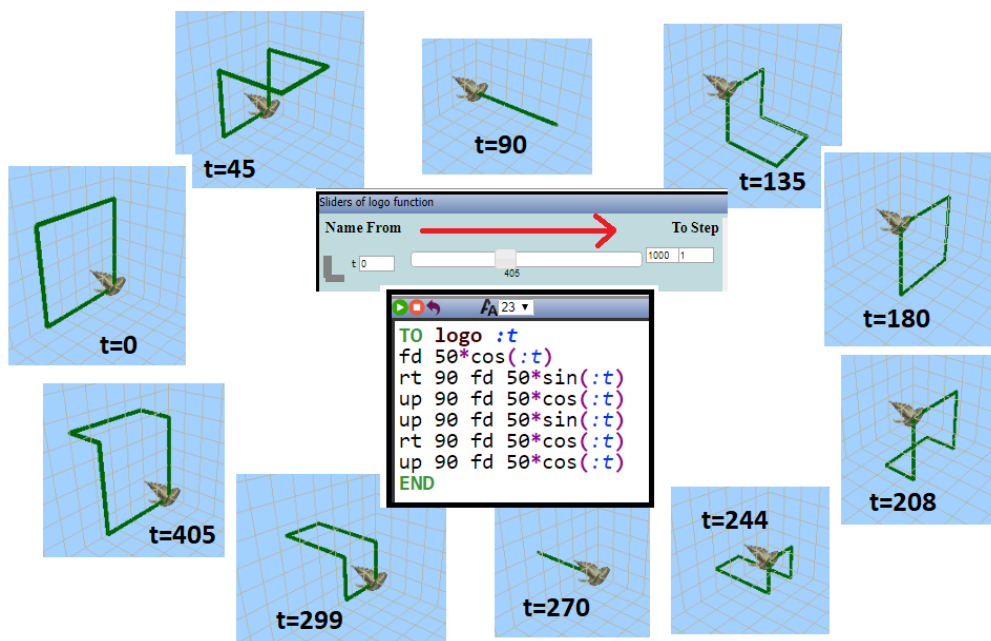 t=45
t=90
t=135
t=0
t=180
Sliders of logo function
Name From To Step
t 0 1000 1
405
23 ▼
TO logo :t
fd 50*cos(:t)
rt 90 fd 50*sin(:t)
up 90 fd 50*cos(:t)
up 90 fd 50*sin(:t)
rt 90 fd 50*cos(:t)
up 90 fd 50*cos(:t)
END
t=405
t=208
t=299
t=270
t=244